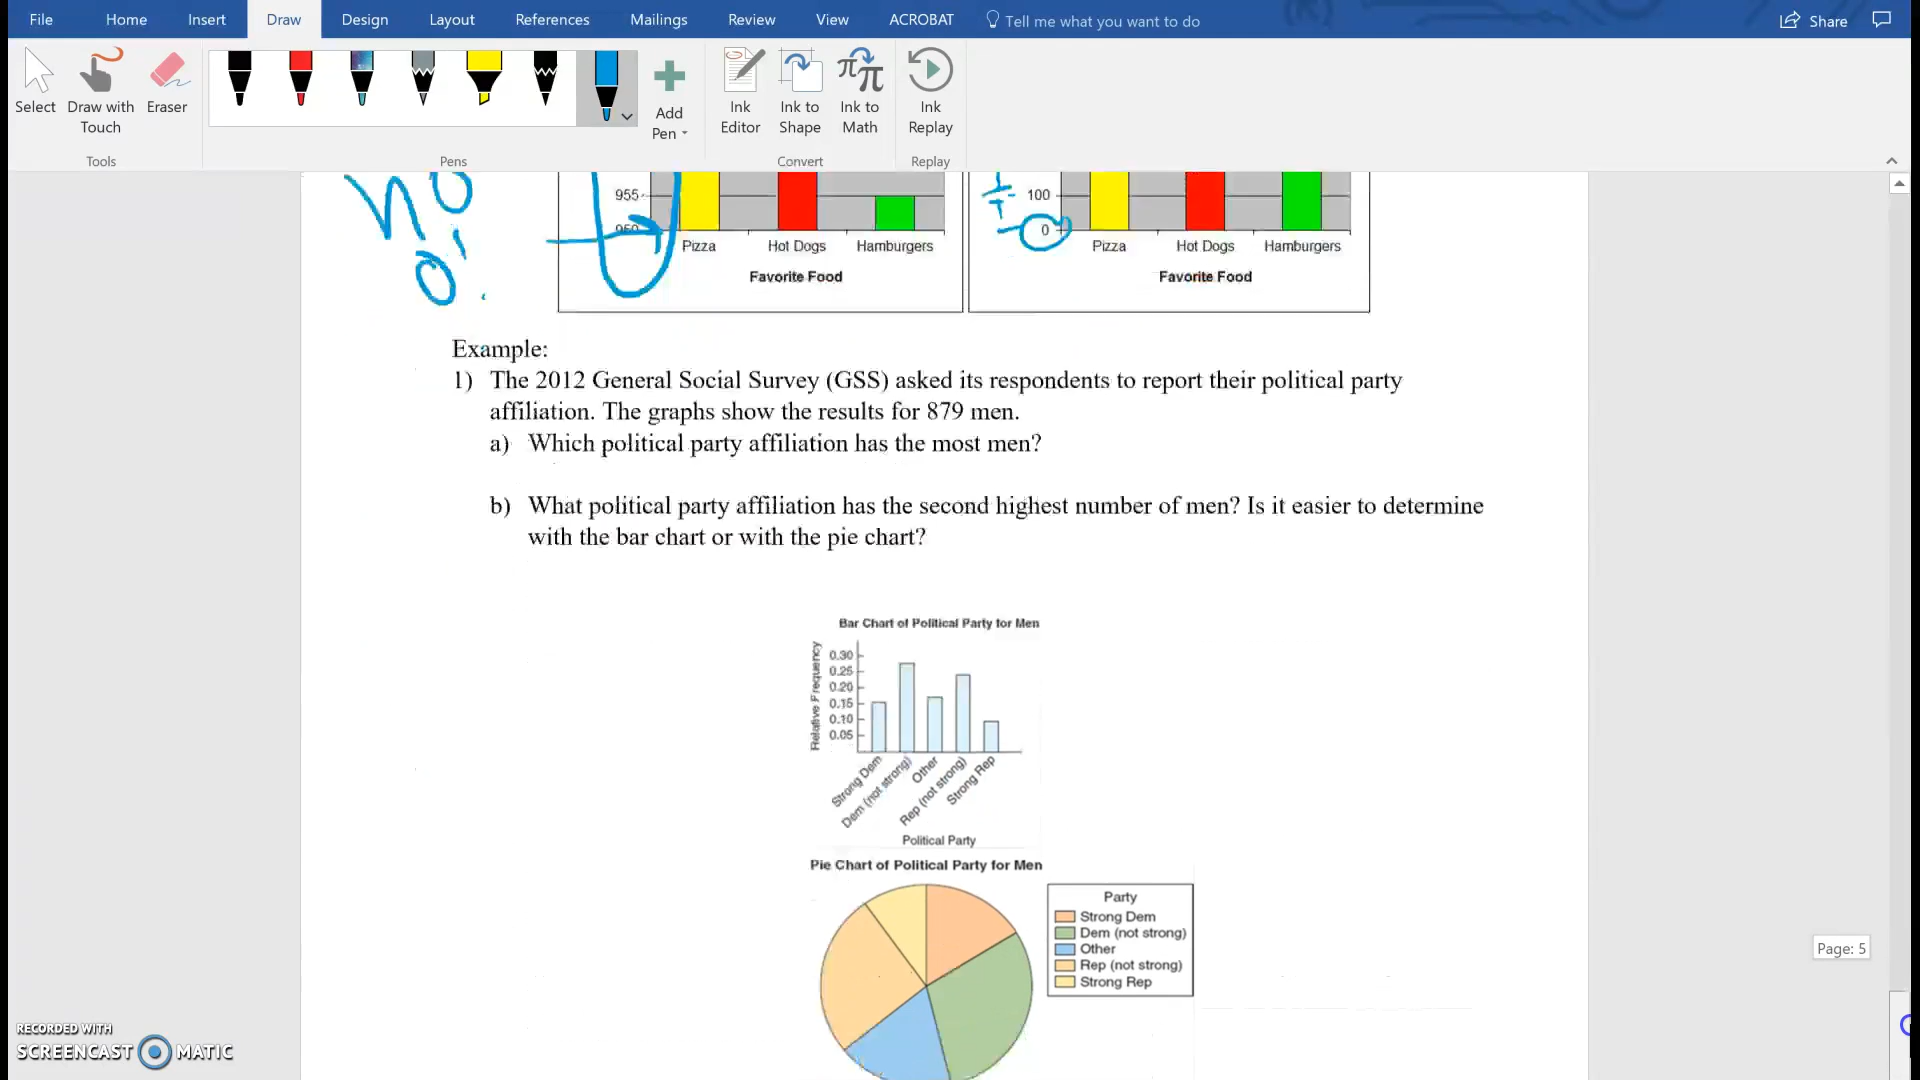 File Home Insert Draw Design Layout References Mailings Review View ACROBAT Tell me what you want to do Share
Select
Draw with
Touch
Eraser
Add
Pen
Ink
Editor
Ink to
Shape
Ink to
Math
Ink
Replay
Tools Pens Convert Replay
no
0!
955
Pizza Hot Dogs Hamburgers
Favorite Food
100
0
Pizza Hot Dogs Hamburgers
Favorite Food
Example:
1) The 2012 General Social Survey (GSS) asked its respondents to report their political party
affiliation. The graphs show the results for 879 men.
a) Which political party affiliation has the most men?
b) What political party affiliation has the second highest number of men? Is it easier to determine
with the bar chart or with the pie chart?
Bar Chart of Political Party for Men
Relative Frequency
0.30
0.25
0.20
0.15
0.10
0.05
Strong Dem
Dem (not strong)
Other
Rep (not strong)
Strong Rep
Political Party
Pie Chart of Political Party for Men
Party
Strong Dem
Dem (not strong)
Other
Rep (not strong)
Strong Rep
Page: 5
RECORDED WITH
SCREENCAST MATIC